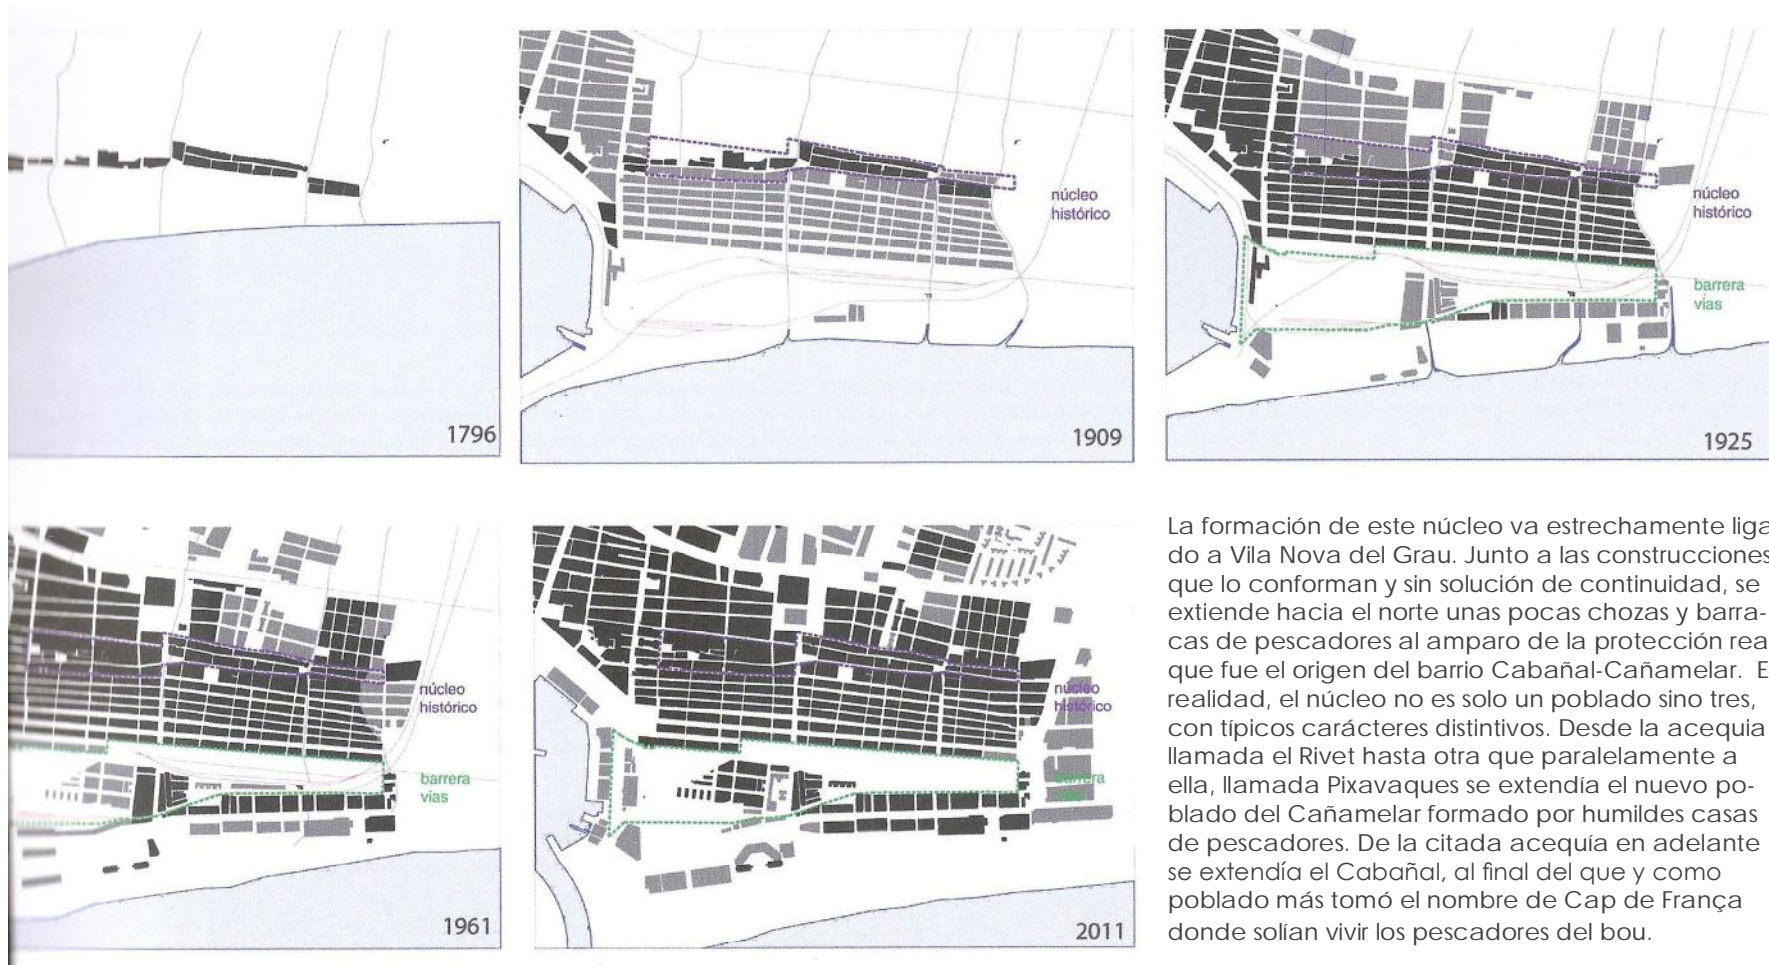 1796
núcleo
histórico
1909
núcleo
histórico
barrera
vias
1925
núcleo
histórico
barrera
vias
1961
núcleo
histórico
barrera
2011
La formación de este núcleo va estrechamente liga
do a Vila Nova del Grau. Junto a las construcciones
que lo conforman y sin solución de continuidad, se
extiende hacia el norte unas pocas chozas y barra-
cas de pescadores al amparo de la protección rea
que fue el origen del barrio Cabañal-Cañamelar. E
realidad, el núcleo no es solo un poblado sino tres,
con típicos carácteres distintivos. Desde la acequia
llamada el Rivet hasta otra que paralelamente a
ella, llamada Pixavaques se extendía el nuevo po-
blado del Cañamelar formado por humildes casas
de pescadores. De la citada acequía en adelante
se extendía el Cabañal, al final del que y como
poblado más tomó el nombre de Cap de França
donde solían vivir los pescadores del bou.